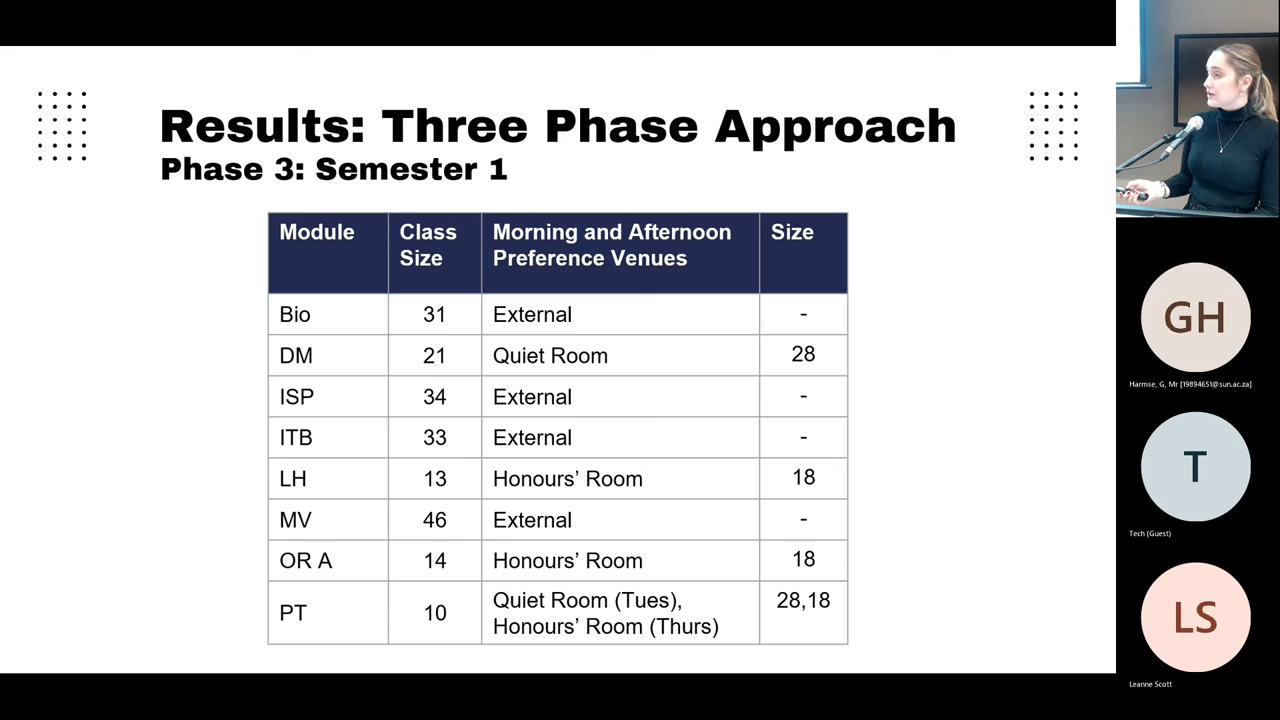 Results: Three Phase Approach
Phase 3: Semester 1
Module Class Size Morning and Afternoon Preference Venues Size
Bio 31 External -
DM 21 Quiet Room 28
ISP 34 External -
ITB 33 External -
LH 13 Honours’ Room 18
MV 46 External -
OR A 14 Honours’ Room 18
PT 10 Quiet Room (Tues), Honours’ Room (Thurs) 28,18
GH
Harmse, G, Mr [19894651@sun.ac.za]
T
Tech (Guest)
LS
Leanne Scott